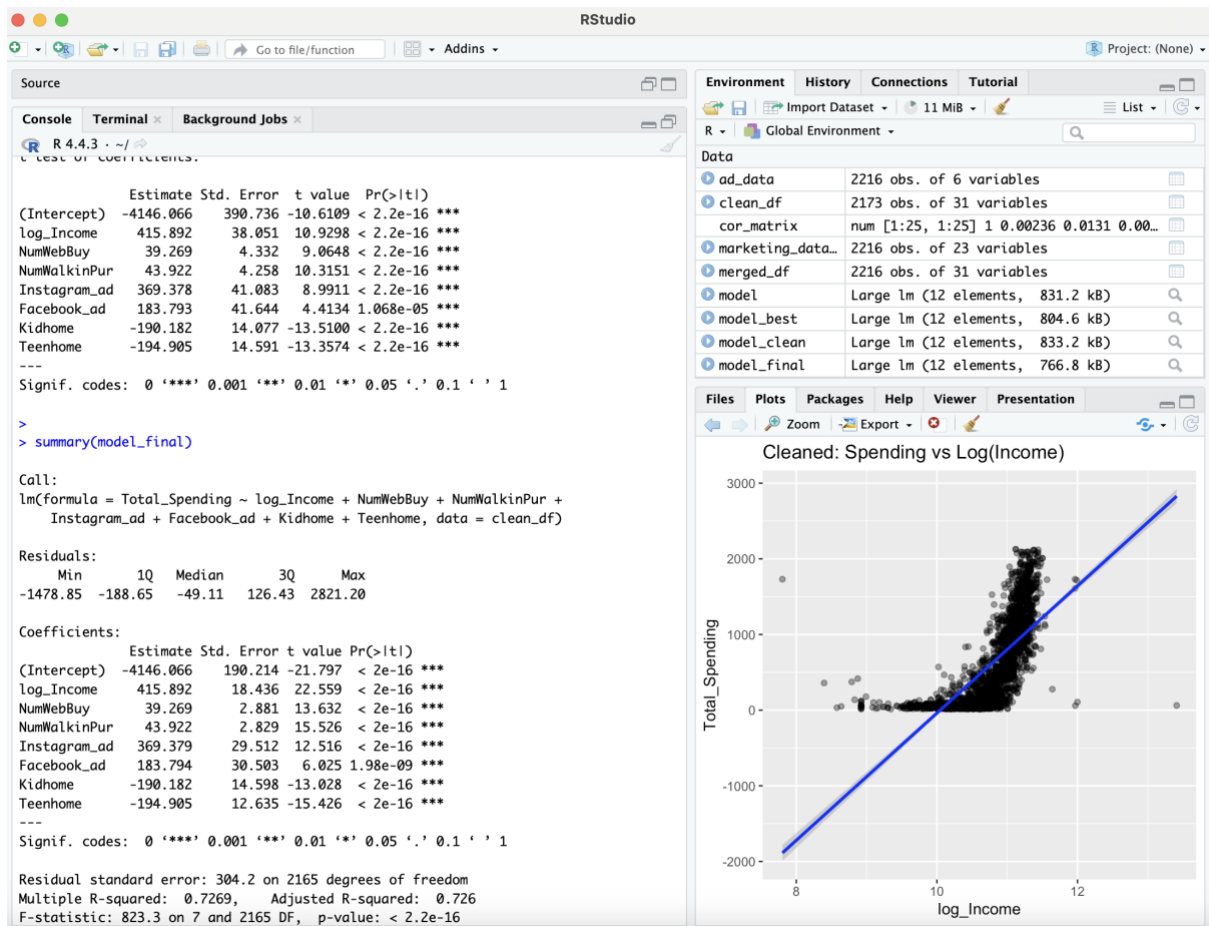 RStudio
Go to file/function
Addins
Project: (None)
Source
Console Terminal Background Jobs
R 4.4.3 · ~/
t test of coefficients:
Estimate Std. Error t value Pr(>|t|)
(Intercept) -4146.066 390.736 -10.6109 < 2.2e-16 ***
log_Income 415.892 38.051 10.9298 < 2.2e-16 ***
NumWebBuy 39.269 4.332 9.0648 < 2.2e-16 ***
NumWalkinPur 43.922 4.258 10.3151 < 2.2e-16 ***
Instagram_ad 369.378 41.083 8.9911 < 2.2e-16 ***
Facebook_ad 183.793 41.644 4.4134 1.068e-05 ***
Kidhome -190.182 14.077 -13.5100 < 2.2e-16 ***
Teenhome -194.905 14.591 -13.3574 < 2.2e-16 ***
---
Signif. codes: 0 ‘***’ 0.001 ‘**’ 0.01 ‘*’ 0.05 ‘.’ 0.1 ‘ ’ 1
>
> summary(model_final)
Call:
lm(formula = Total_Spending ~ log_Income + NumWebBuy + NumWalkinPur +
Instagram_ad + Facebook_ad + Kidhome + Teenhome, data = clean_df)
Residuals:
Min 1Q Median 3Q Max
-1478.85 -188.65 -49.11 126.43 2821.20
Coefficients:
Estimate Std. Error t value Pr(>|t|)
(Intercept) -4146.066 190.214 -21.797 < 2e-16 ***
log_Income 415.892 18.436 22.559 < 2e-16 ***
NumWebBuy 39.269 2.881 13.632 < 2e-16 ***
NumWalkinPur 43.922 2.829 15.526 < 2e-16 ***
Instagram_ad 369.379 29.512 12.516 < 2e-16 ***
Facebook_ad 183.794 30.503 6.025 1.98e-09 ***
Kidhome -190.182 14.598 -13.028 < 2e-16 ***
Teenhome -194.905 12.635 -15.426 < 2e-16 ***
---
Signif. codes: 0 ‘***’ 0.001 ‘**’ 0.01 ‘*’ 0.05 ‘.’ 0.1 ‘ ’ 1
Residual standard error: 304.2 on 2165 degrees of freedom
Multiple R-squared: 0.7269, Adjusted R-squared: 0.726
F-statistic: 823.3 on 7 and 2165 DF, p-value: < 2.2e-16
Environment History Connections Tutorial
Import Dataset 11 MiB List
R Global Environment
Data
ad_data 2216 obs. of 6 variables
clean_df 2173 obs. of 31 variables
cor_matrix num [1:25, 1:25] 1 0.00236 0.0131 0.00…
marketing_data… 2216 obs. of 23 variables
merged_df 2216 obs. of 31 variables
model Large lm (12 elements, 831.2 kB)
model_best Large lm (12 elements, 804.6 kB)
model_clean Large lm (12 elements, 833.2 kB)
model_final Large lm (12 elements, 766.8 kB)
Files Plots Packages Help Viewer Presentation
Zoom Export
Cleaned: Spending vs Log(Income)
Total_Spending
3000
2000
1000
0
-1000
-2000
8 10 12
log_Income